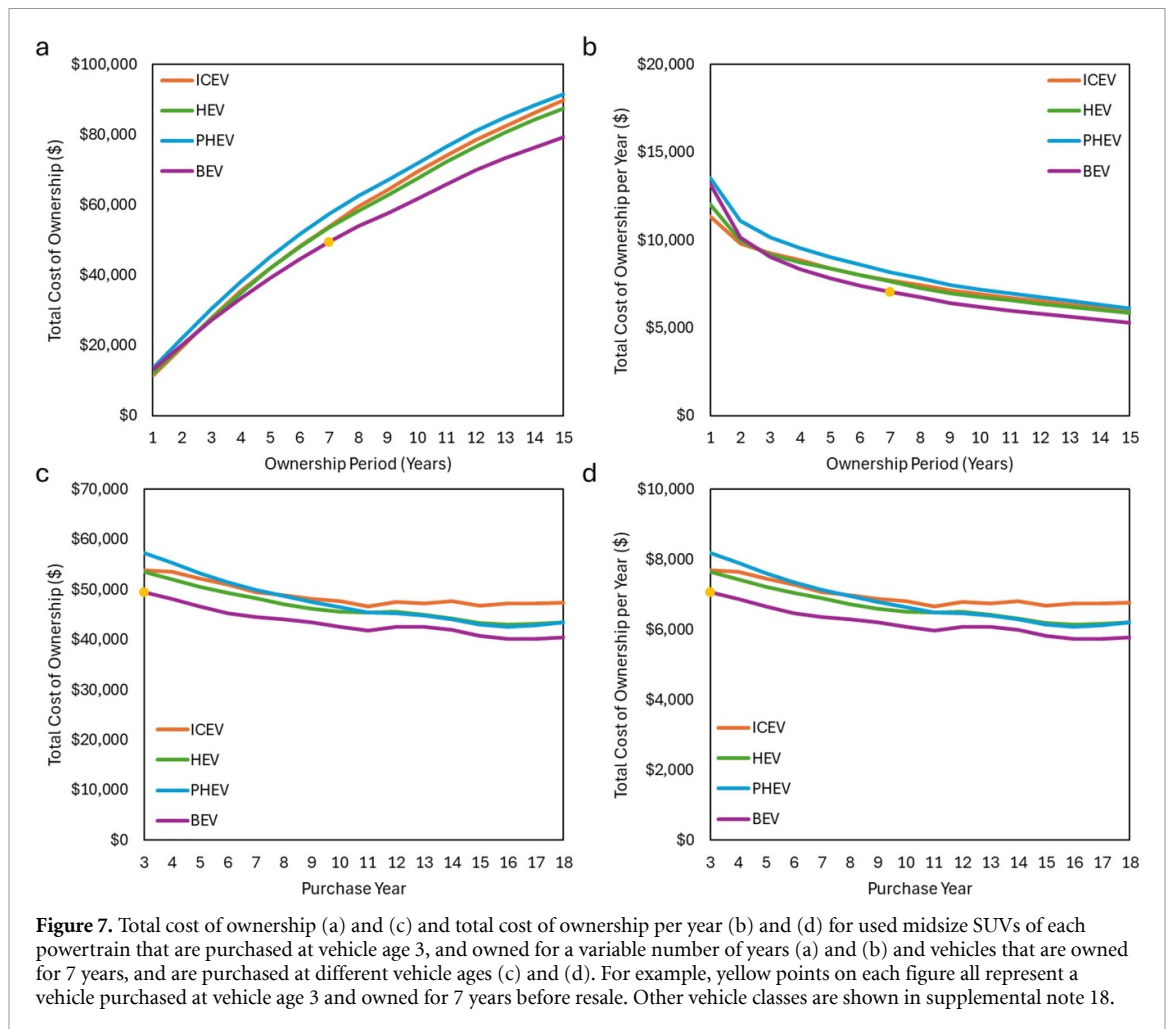 a
$100,000
$80,000
$60,000
$40,000
$20,000
$0
Total Cost of Ownership ($)
ICEV
HEV
PHEV
BEV
1 2 3 4 5 6 7 8 9 10 11 12 13 14 15
Ownership Period (Years)
b
$20,000
$15,000
$10,000
$5,000
$0
Total Cost of Ownership per Year ($)
ICEV
HEV
PHEV
BEV
1 2 3 4 5 6 7 8 9 10 11 12 13 14 15
Ownership Period (Years)
c
$70,000
$60,000
$50,000
$40,000
$30,000
$20,000
$10,000
$0
Total Cost of Ownership ($)
ICEV
HEV
PHEV
BEV
3 4 5 6 7 8 9 10 11 12 13 14 15 16 17 18
Purchase Year
d
$10,000
$8,000
$6,000
$4,000
$2,000
$0
Total Cost of Ownership per Year ($)
ICEV
HEV
PHEV
BEV
3 4 5 6 7 8 9 10 11 12 13 14 15 16 17 18
Purchase Year
Figure 7. Total cost of ownership (a) and (c) and total cost of ownership per year (b) and (d) for used midsize SUVs of each
powertrain that are purchased at vehicle age 3, and owned for a variable number of years (a) and (b) and vehicles that are owned
for 7 years, and are purchased at different vehicle ages (c) and (d). For example, yellow points on each figure all represent a
vehicle purchased at vehicle age 3 and owned for 7 years before resale. Other vehicle classes are shown in supplemental note 18.